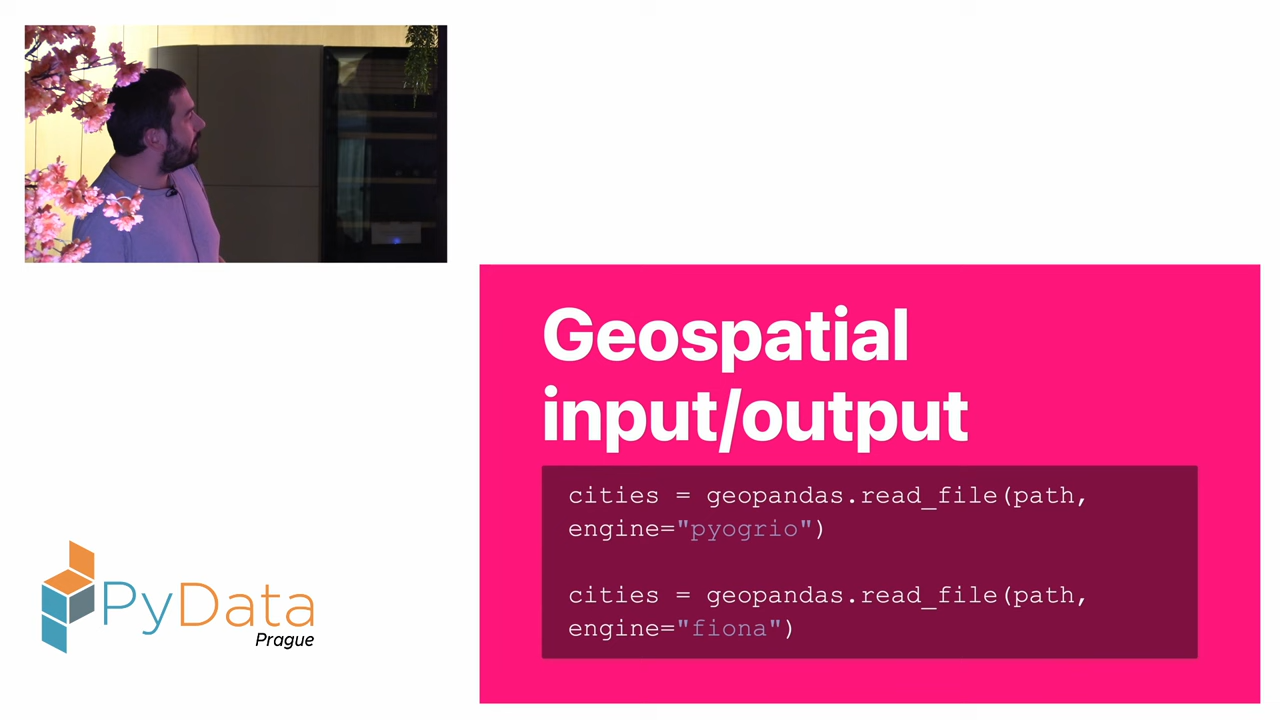 Geospatial
input/output
cities = geopandas.read_file(path,
engine="pyogrio")
cities = geopandas.read_file(path,
engine="fiona")
PyData
Prague